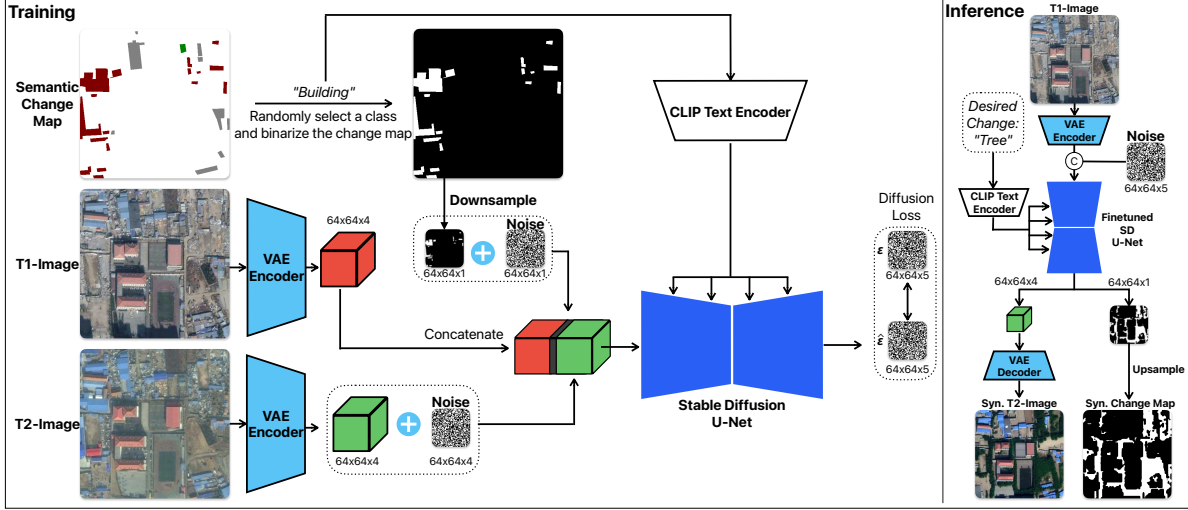 Training
Semantic
Change
Map
"Building"
Randomly select a class
and binarize the change map
CLIP Text Encoder
Downsample
Noise
64x64x1
64x64x1
T1-Image
VAE
Encoder
64x64x4
Concatenate
T2-Image
VAE
Encoder
64x64x4
Noise
64x64x4
Stable Diffusion
U-Net
Diffusion
Loss
ε
64x64x5
ε̂
64x64x5
Inference
T1-Image
Desired
Change:
"Tree"
VAE
Encoder
Noise
64x64x5
C
CLIP Text
Encoder
Finetuned
SD
U-Net
64x64x4
64x64x1
VAE
Decoder
Upsample
Syn. T2-Image
Syn. Change Map